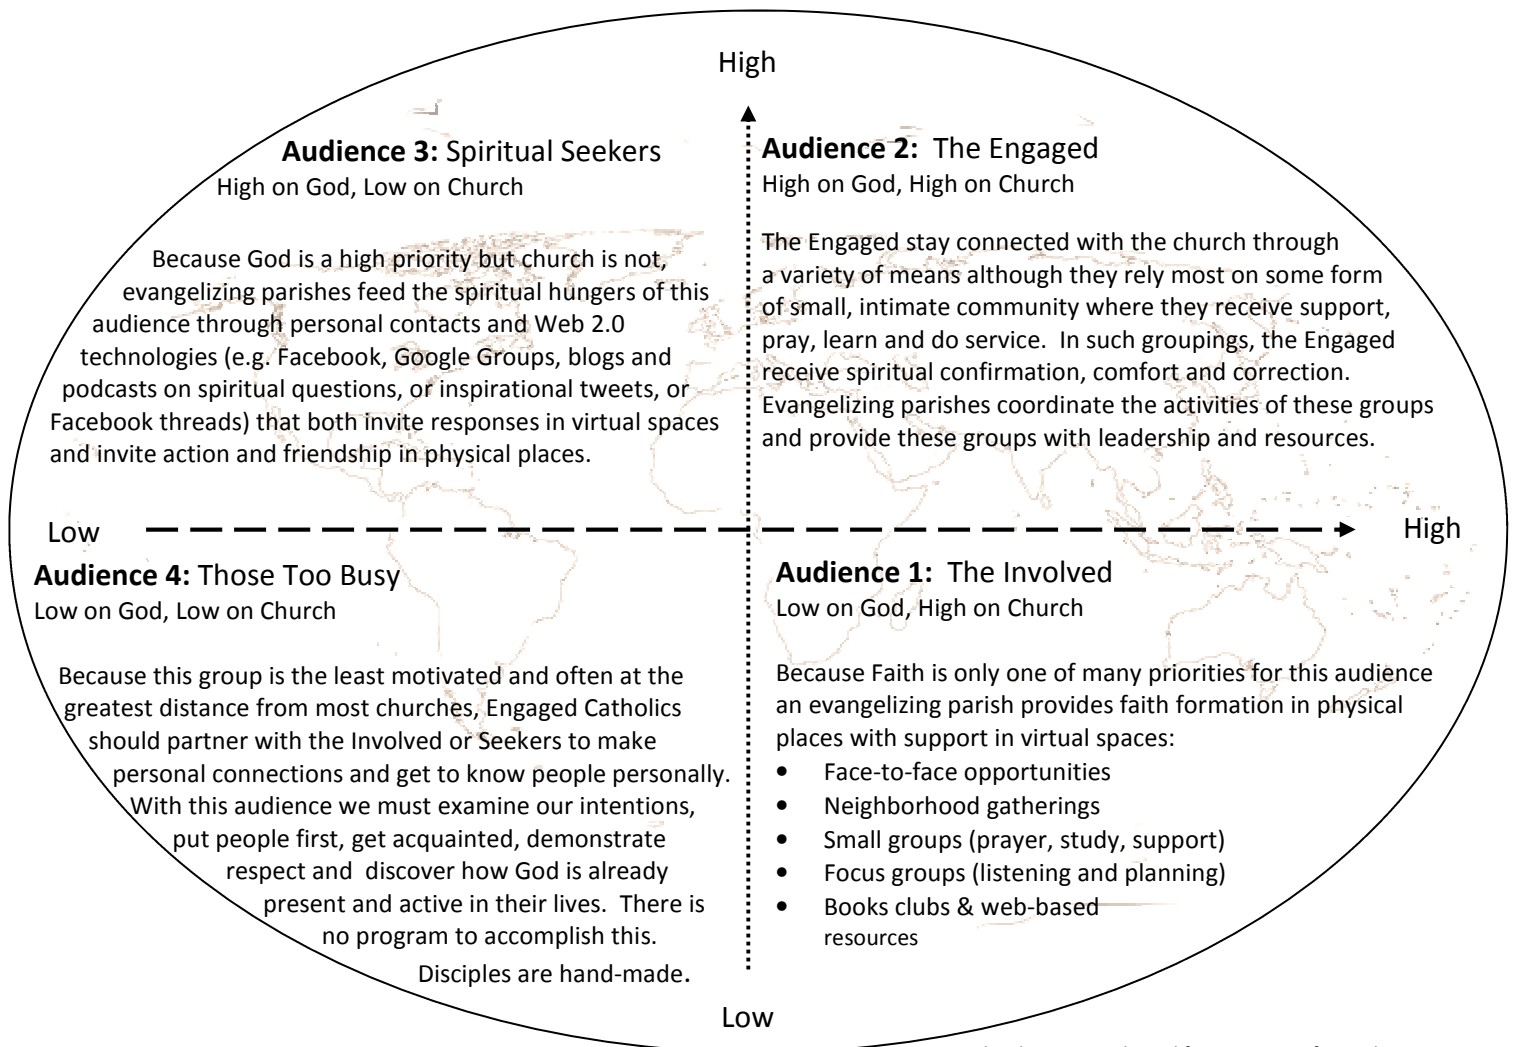 High
Audience 3: Spiritual Seekers
High on God, Low on Church
Because God is a high priority but church is not,
evangelizing parishes feed the spiritual hungers of this
audience through personal contacts and Web 2.0
technologies (e.g. Facebook, Google Groups, blogs and
podcasts on spiritual questions, or inspirational tweets, or
Facebook threads) that both invite responses in virtual spaces
and invite action and friendship in physical places.
Audience 2: The Engaged
High on God, High on Church
The Engaged stay connected with the church through
a variety of means although they rely most on some form
of small, intimate community where they receive support,
pray, learn and do service. In such groupings, the Engaged
receive spiritual confirmation, comfort and correction.
Evangelizing parishes coordinate the activities of these groups
and provide these groups with leadership and resources.
Low
High
Audience 4: Those Too Busy
Low on God, Low on Church
Because this group is the least motivated and often at the
greatest distance from most churches, Engaged Catholics
should partner with the Involved or Seekers to make
personal connections and get to know people personally.
With this audience we must examine our intentions,
put people first, get acquainted, demonstrate
respect and discover how God is already
present and active in their lives. There is
no program to accomplish this.
Disciples are hand-made.
Audience 1: The Involved
Low on God, High on Church
Because Faith is only one of many priorities for this audience
an evangelizing parish provides faith formation in physical
places with support in virtual spaces:
• Face-to-face opportunities
• Neighborhood gatherings
• Small groups (prayer, study, support)
• Focus groups (listening and planning)
• Books clubs & web-based
resources
Low